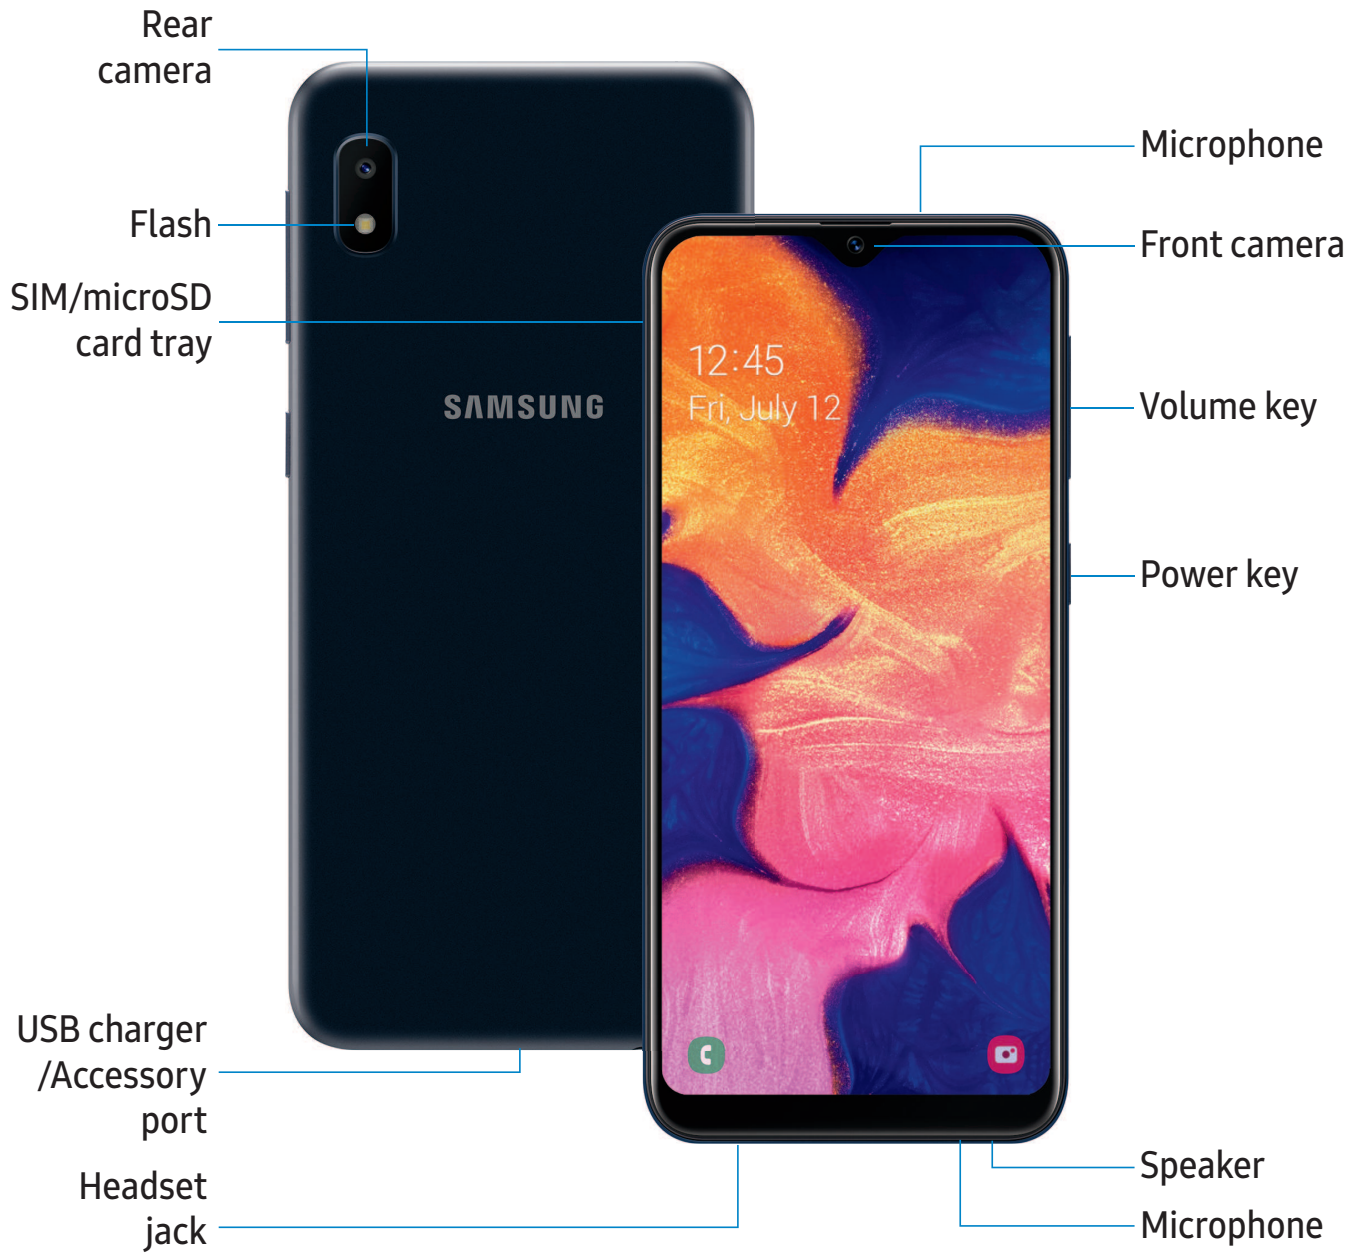 Rear
camera
Flash
SIM/microSD
card tray
SAMSUNG
12:45
Fri, July 12
Microphone
Front camera
Volume key
Power key
USB charger
/Accessory
port
Headset
jack
Speaker
Microphone